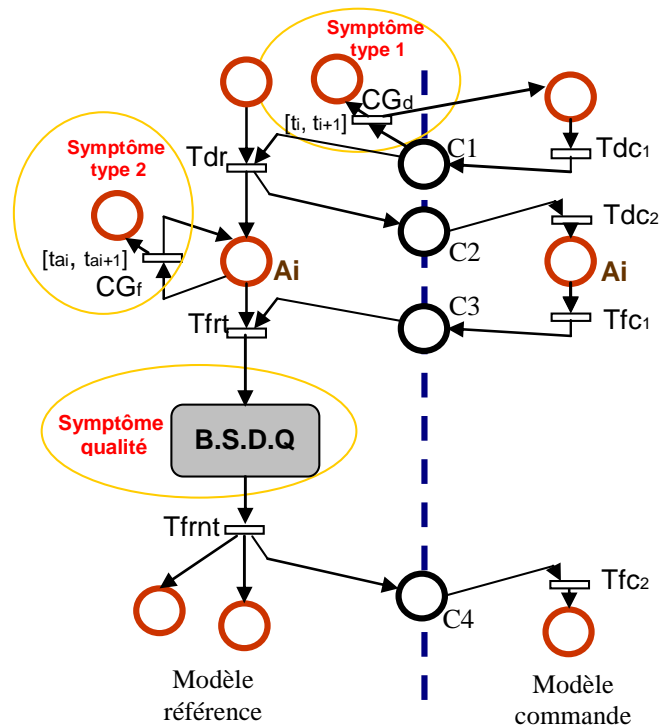 Symptôme
type 1
CGd
[ti, ti+1]
C1
Tdc1
Symptôme
type 2
Tdr
Tdc2
C2
[tai, tai+1]
CGf
Ai
Ai
C3
Tfrt
Tfc1
Symptôme
qualité
B.S.D.Q
Tfrnt
Tfc2
C4
Modèle
référence
Modèle
commande